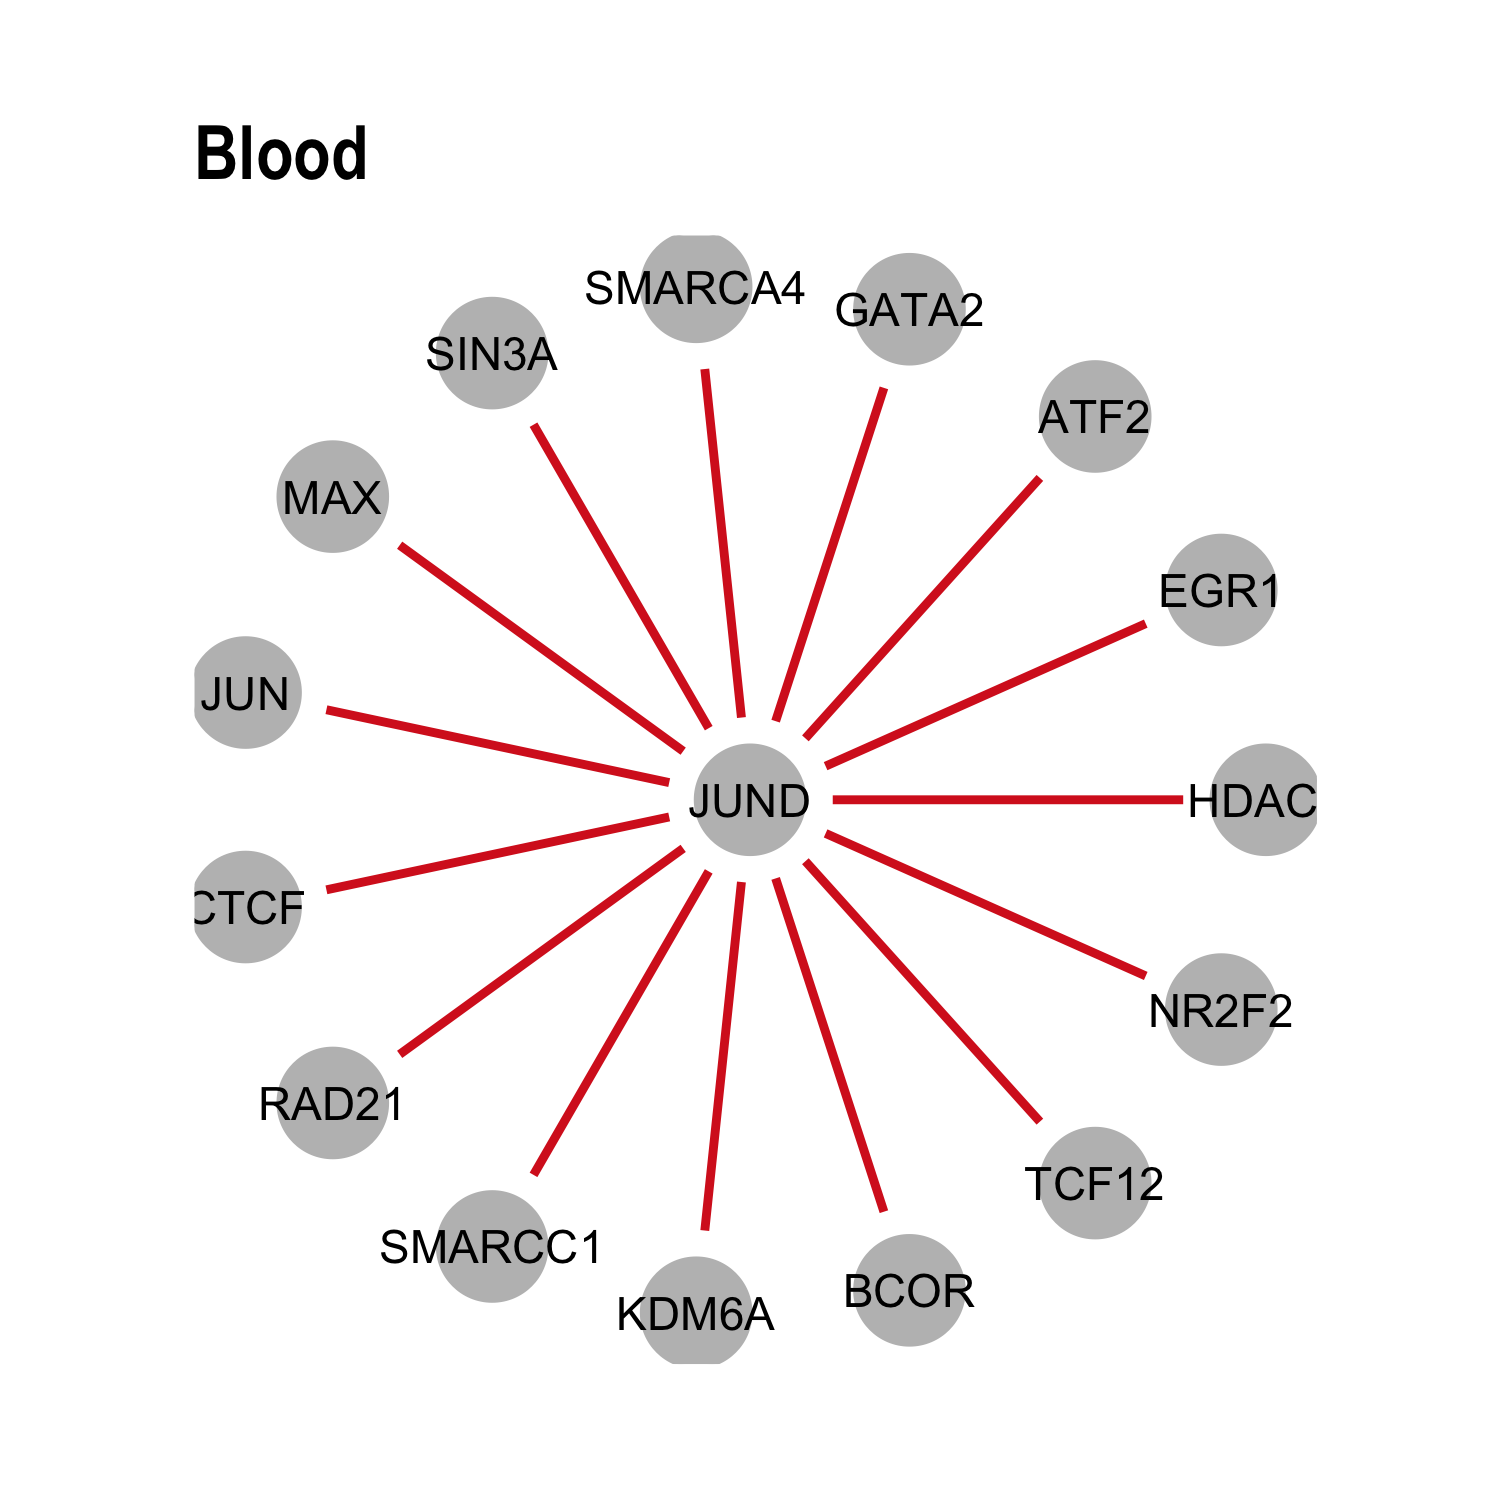 Blood
SMARCA4
GATA2
SIN3A
ATF2
MAX
EGR1
JUN
JUND
HDAC
CTCF
NR2F2
RAD21
TCF12
SMARCC1
BCOR
KDM6A